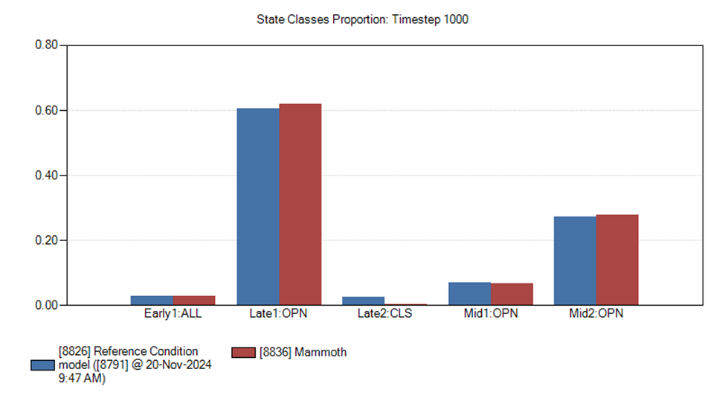 State Classes Proportion: Timestep 1000
0.80
0.60
0.40
0.20
0.00
Early1:ALL
Late1:OPN
Late2:CLS
Mid1:OPN
Mid2:OPN
[8826] Reference Condition
model ([8791] @ 20-Nov-2024
9:47 AM)
[8836] Mammoth